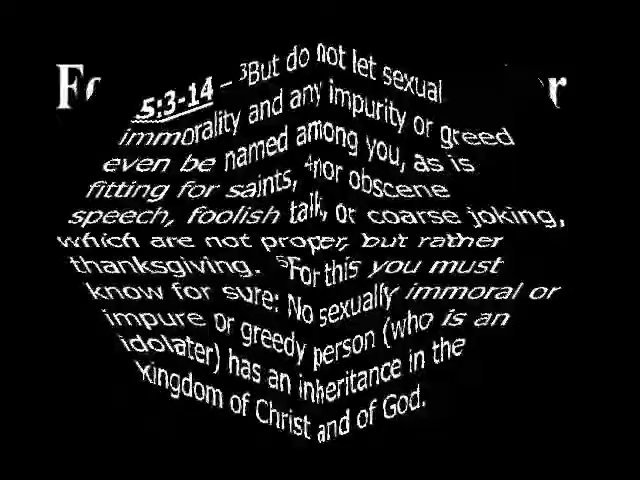 Fo r
5:3-14 – ³But do not let sexual
immorality and any impurity or greed
even be named among you, as is
fitting for saints, ⁴nor obscene
speech, foolish talk, or coarse joking,
which are not proper, but rather
thanksgiving. ⁵For this you must
know for sure: No sexually immoral or
impure or greedy person (who is an
idolater) has an inheritance in the
kingdom of Christ and of God.